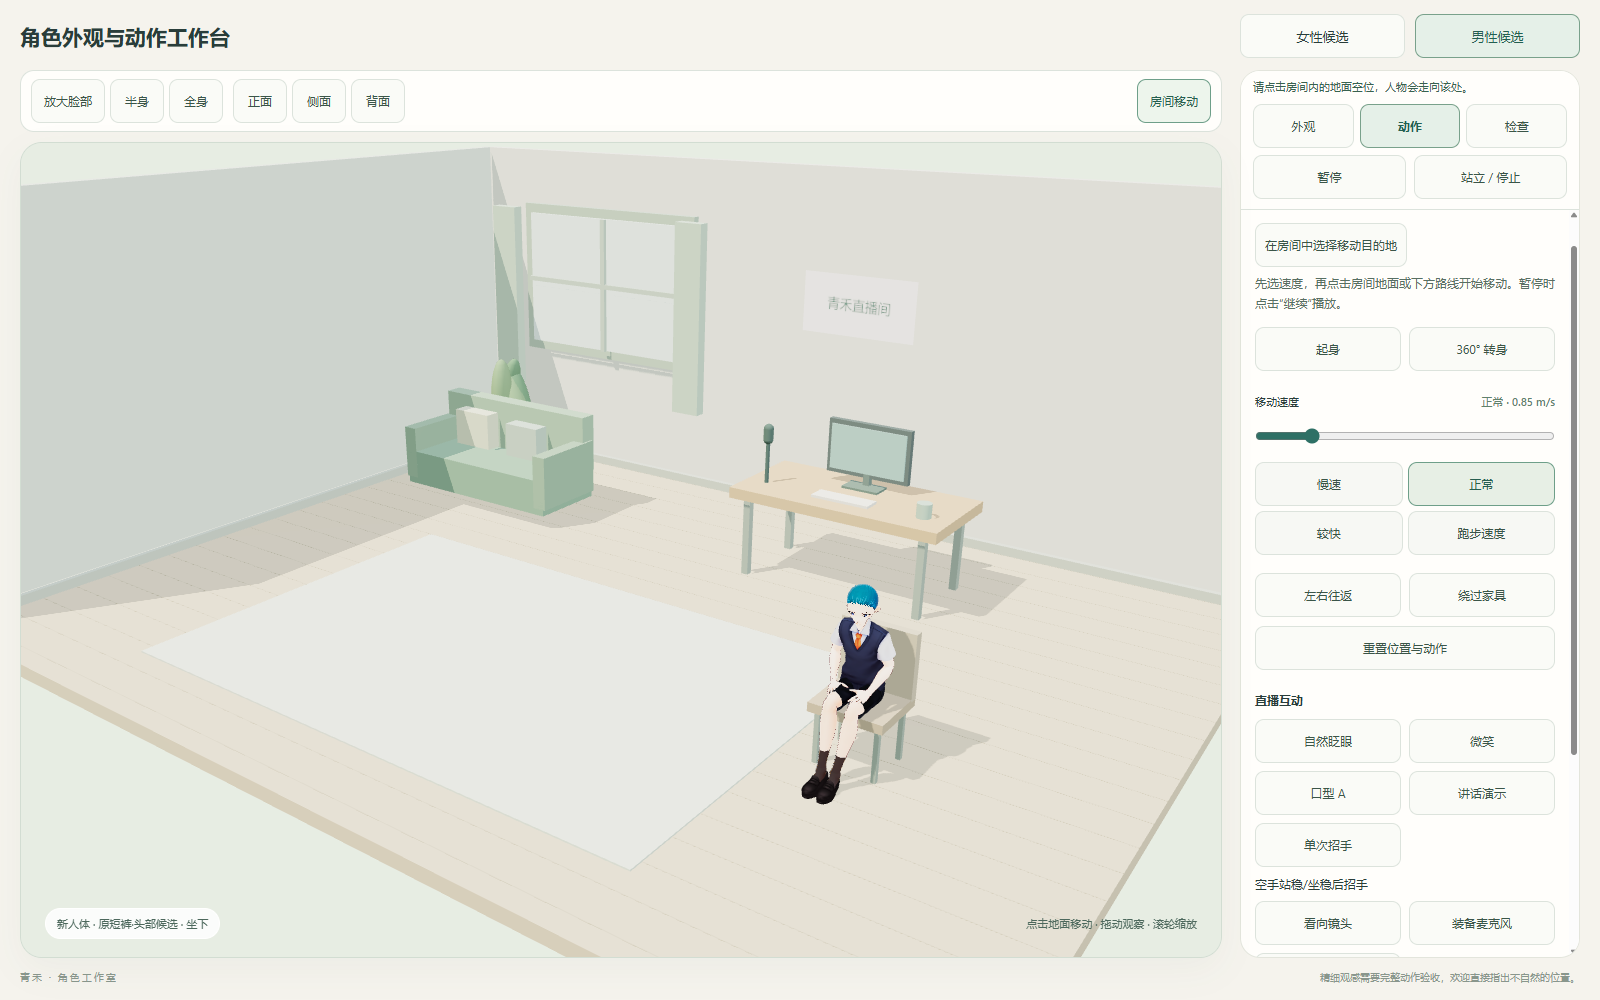 角色外观与动作工作台
女性候选
男性候选
放大脸部
半身
全身
正面
侧面
背面
房间移动
请点击房间内的地面空位，人物会走向该处。
外观
动作
检查
暂停
站立 / 停止
在房间中选择移动目的地
先选速度，再点击房间地面或下方路线开始移动。暂停时
点击“继续”播放。
起身
360° 转身
移动速度
正常 · 0.85 m/s
慢速
正常
较快
跑步速度
左右往返
绕过家具
重置位置与动作
直播互动
自然眨眼
微笑
口型 A
讲话演示
单次招手
空手站稳/坐稳后招手
看向镜头
装备麦克风
青禾直播间
新人体 · 原短裤·头部候选 · 坐下
点击地面移动 · 拖动观察 · 滚轮缩放
青禾 · 角色工作室
精细观感需要完整动作验收，欢迎直接指出不自然的位置。